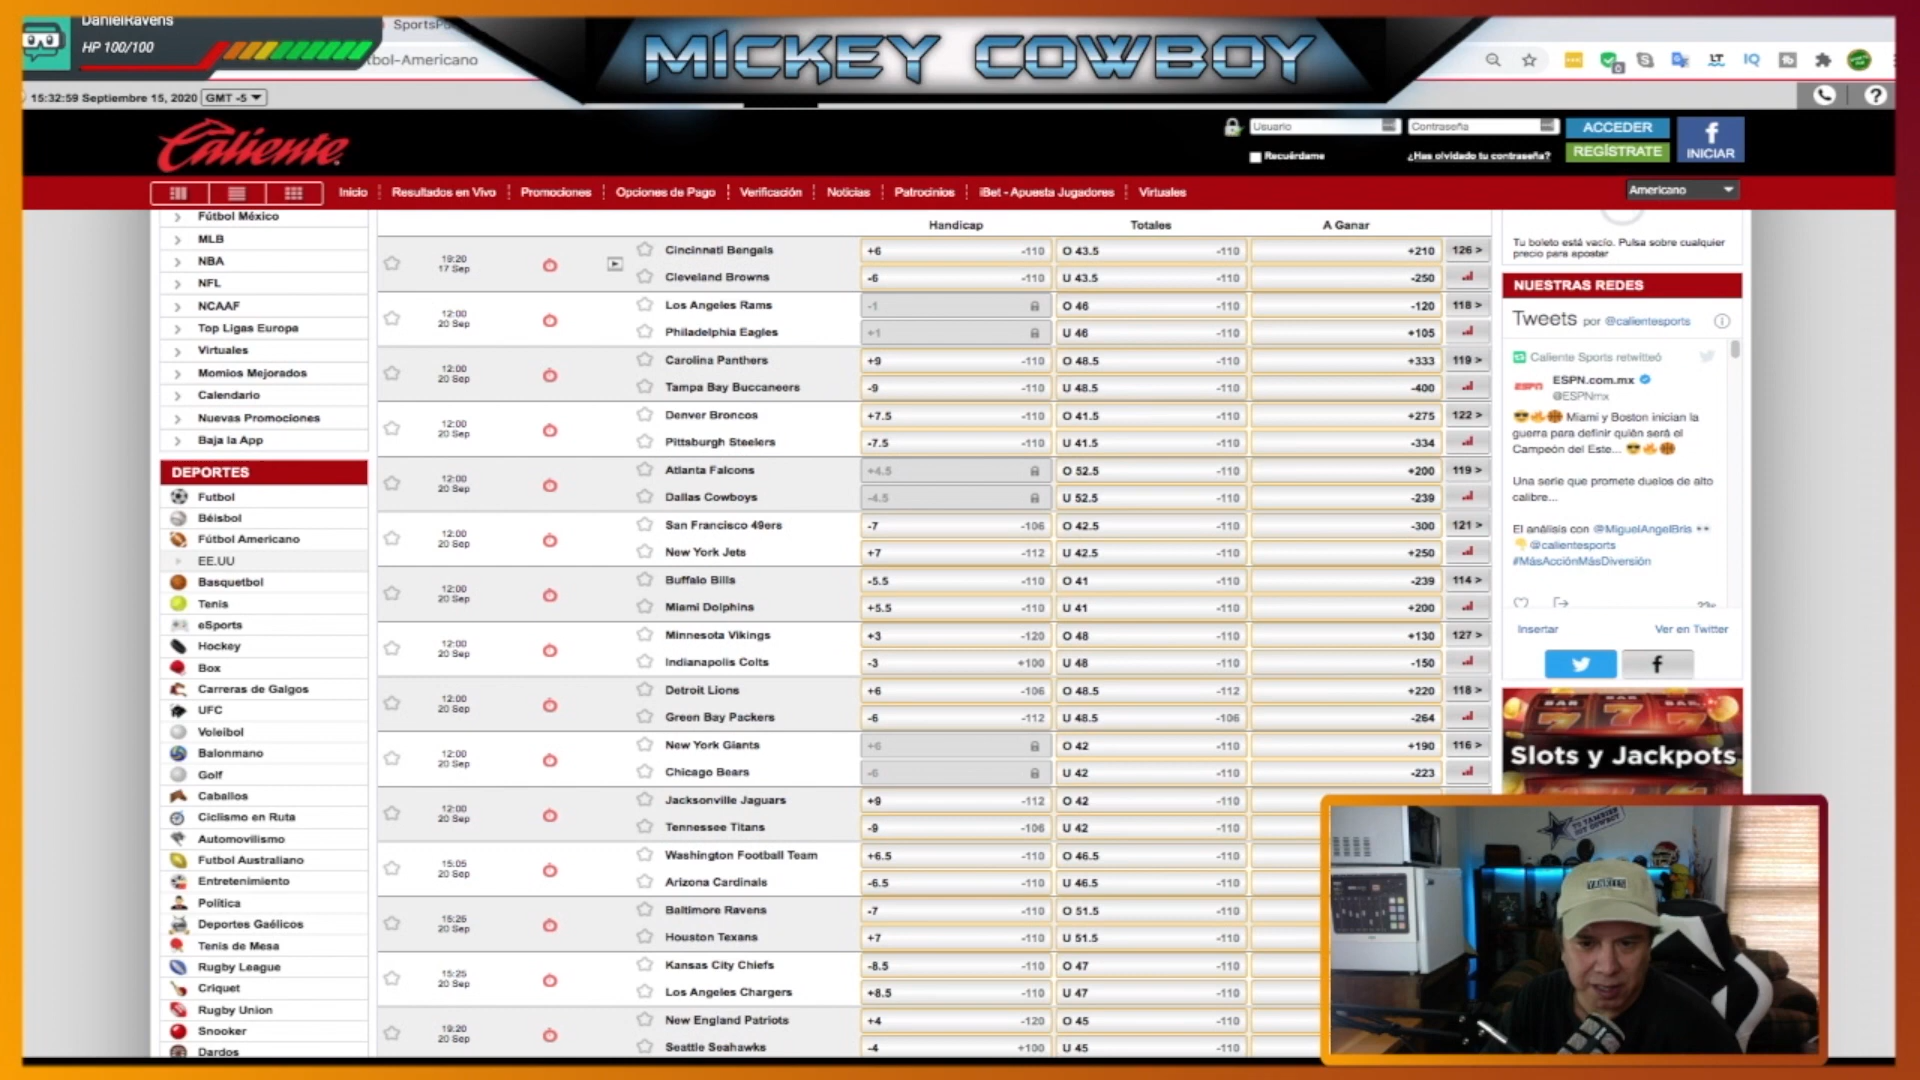 DanielRavens
HP 100/100
SportsP
tbol-Americano
MICKEY COWBOY
15:32:59 Septiembre 15, 2020 GMT -5
Caliente
Usuario Contraseña ACCEDER
INICIAR
Recuérdame ¿Has olvidado tu contraseña? REGÍSTRATE
Inicio Resultados en Vivo Promociones Opciones de Pago Verificación Noticias Patrocinios iBet - Apuesta Jugadores Virtuales Americano
Fútbol México
MLB
NBA
NFL
NCAAF
Top Ligas Europa
Virtuales
Momios Mejorados
Calendario
Nuevas Promociones
Baja la App
DEPORTES
Futbol
Béisbol
Fútbol Americano
EE.UU
Basquetbol
Tenis
eSports
Hockey
Box
Carreras de Galgos
UFC
Voleibol
Balonmano
Golf
Caballos
Ciclismo en Ruta
Automovilismo
Futbol Australiano
Entretenimiento
Política
Deportes Gaélicos
Tenis de Mesa
Rugby League
Criquet
Rugby Union
Snooker
Dardos
Handicap Totales A Ganar
19:20 17 Sep
Cincinnati Bengals +6 -110 O 43.5 -110 +210 126 >
Cleveland Browns -6 -110 U 43.5 -110 -250
12:00 20 Sep
Los Angeles Rams -1 O 46 -110 -120 118 >
Philadelphia Eagles +1 U 46 -110 +105
12:00 20 Sep
Carolina Panthers +9 -110 O 48.5 -110 +333 119 >
Tampa Bay Buccaneers -9 -110 U 48.5 -110 -400
12:00 20 Sep
Denver Broncos +7.5 -110 O 41.5 -110 +275 122 >
Pittsburgh Steelers -7.5 -110 U 41.5 -110 -334
12:00 20 Sep
Atlanta Falcons +4.5 O 52.5 -110 +200 119 >
Dallas Cowboys -4.5 U 52.5 -110 -239
12:00 20 Sep
San Francisco 49ers -7 -106 O 42.5 -110 -300 121 >
New York Jets +7 -112 U 42.5 -110 +250
12:00 20 Sep
Buffalo Bills -5.5 -110 O 41 -110 -239 114 >
Miami Dolphins +5.5 -110 U 41 -110 +200
12:00 20 Sep
Minnesota Vikings +3 -120 O 48 -110 +130 127 >
Indianapolis Colts -3 +100 U 48 -110 -150
12:00 20 Sep
Detroit Lions +6 -106 O 48.5 -112 +220 118 >
Green Bay Packers -6 -112 U 48.5 -106 -264
12:00 20 Sep
New York Giants +6 O 42 -110 +190 116 >
Chicago Bears -6 U 42 -110 -223
12:00 20 Sep
Jacksonville Jaguars +9 -112 O 42 -110
Tennessee Titans -9 -106 U 42 -110
15:05 20 Sep
Washington Football Team +6.5 -110 O 46.5 -110
Arizona Cardinals -6.5 -110 U 46.5 -110
15:25 20 Sep
Baltimore Ravens -7 -110 O 51.5 -110
Houston Texans +7 -110 U 51.5 -110
15:25 20 Sep
Kansas City Chiefs -8.5 -110 O 47 -110
Los Angeles Chargers +8.5 -110 U 47 -110
19:20 20 Sep
New England Patriots +4 -120 O 45 -110
Seattle Seahawks -4 +100 U 45 -110
Tu boleto está vacío. Pulsa sobre cualquier
precio para apostar
NUESTRAS REDES
Tweets por @calientesports
Caliente Sports retwitteó
ESPN.com.mx
@ESPNmx
Miami y Boston inician la
guerra para definir quién será el
Campeón del Este...
Una serie que promete duelos de alto
calibre...
El análisis con @MiguelAngelBris
@calientesports
#MásAcciónMásDiversión
Insertar Ver en Twitter
BAR BAR
777
Slots y Jackpots
TU TAMBIEN
YANKEES